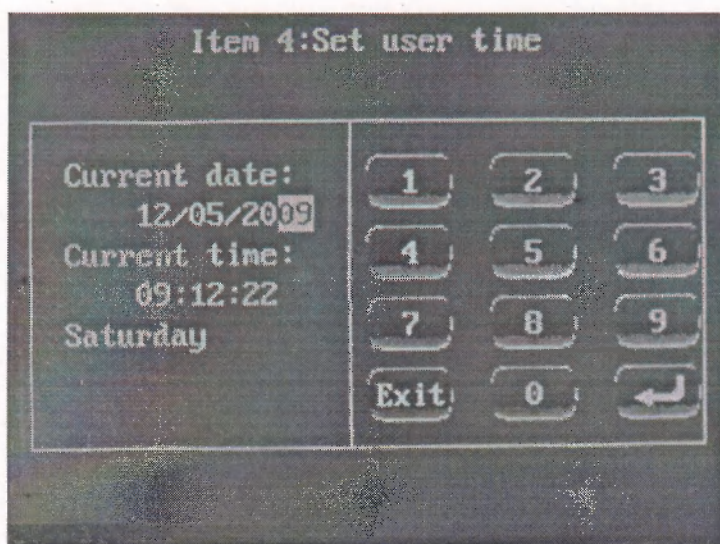 Item 4:Set user time
Current date:
12/05/2009
Current time:
09:12:22
Saturday
1 2 3
4 5 6
7 8 9
Exit 0